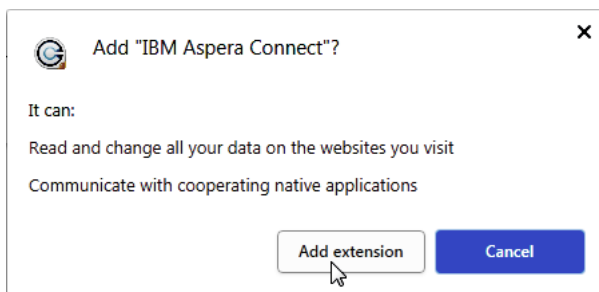 Add "IBM Aspera Connect"?
It can:
Read and change all your data on the websites you visit
Communicate with cooperating native applications
Add extension
Cancel